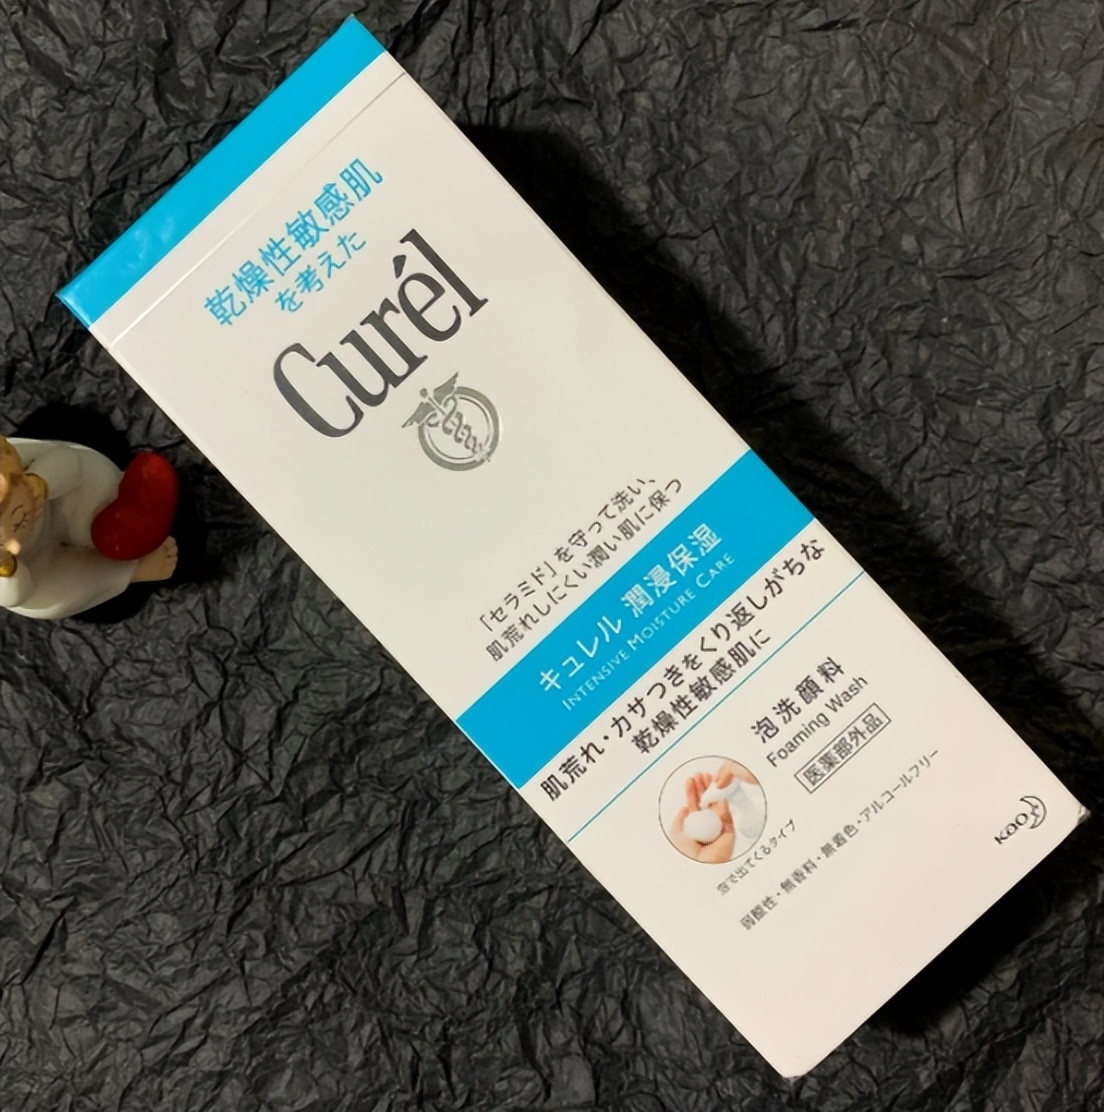 乾燥性敏感肌
を考えた
Curél
「セラミド」を守って洗い、
肌荒れしにくい潤い肌に保つ
キュレル 潤浸保湿
INTENSIVE MOISTURE CARE
肌荒れ・カサつきをくり返しがちな
乾燥性敏感肌に
泡洗顔料
Foaming Wash
医薬部外品
泡で出てくるタイプ
弱酸性・無香料・無着色・アルコールフリー
Kao